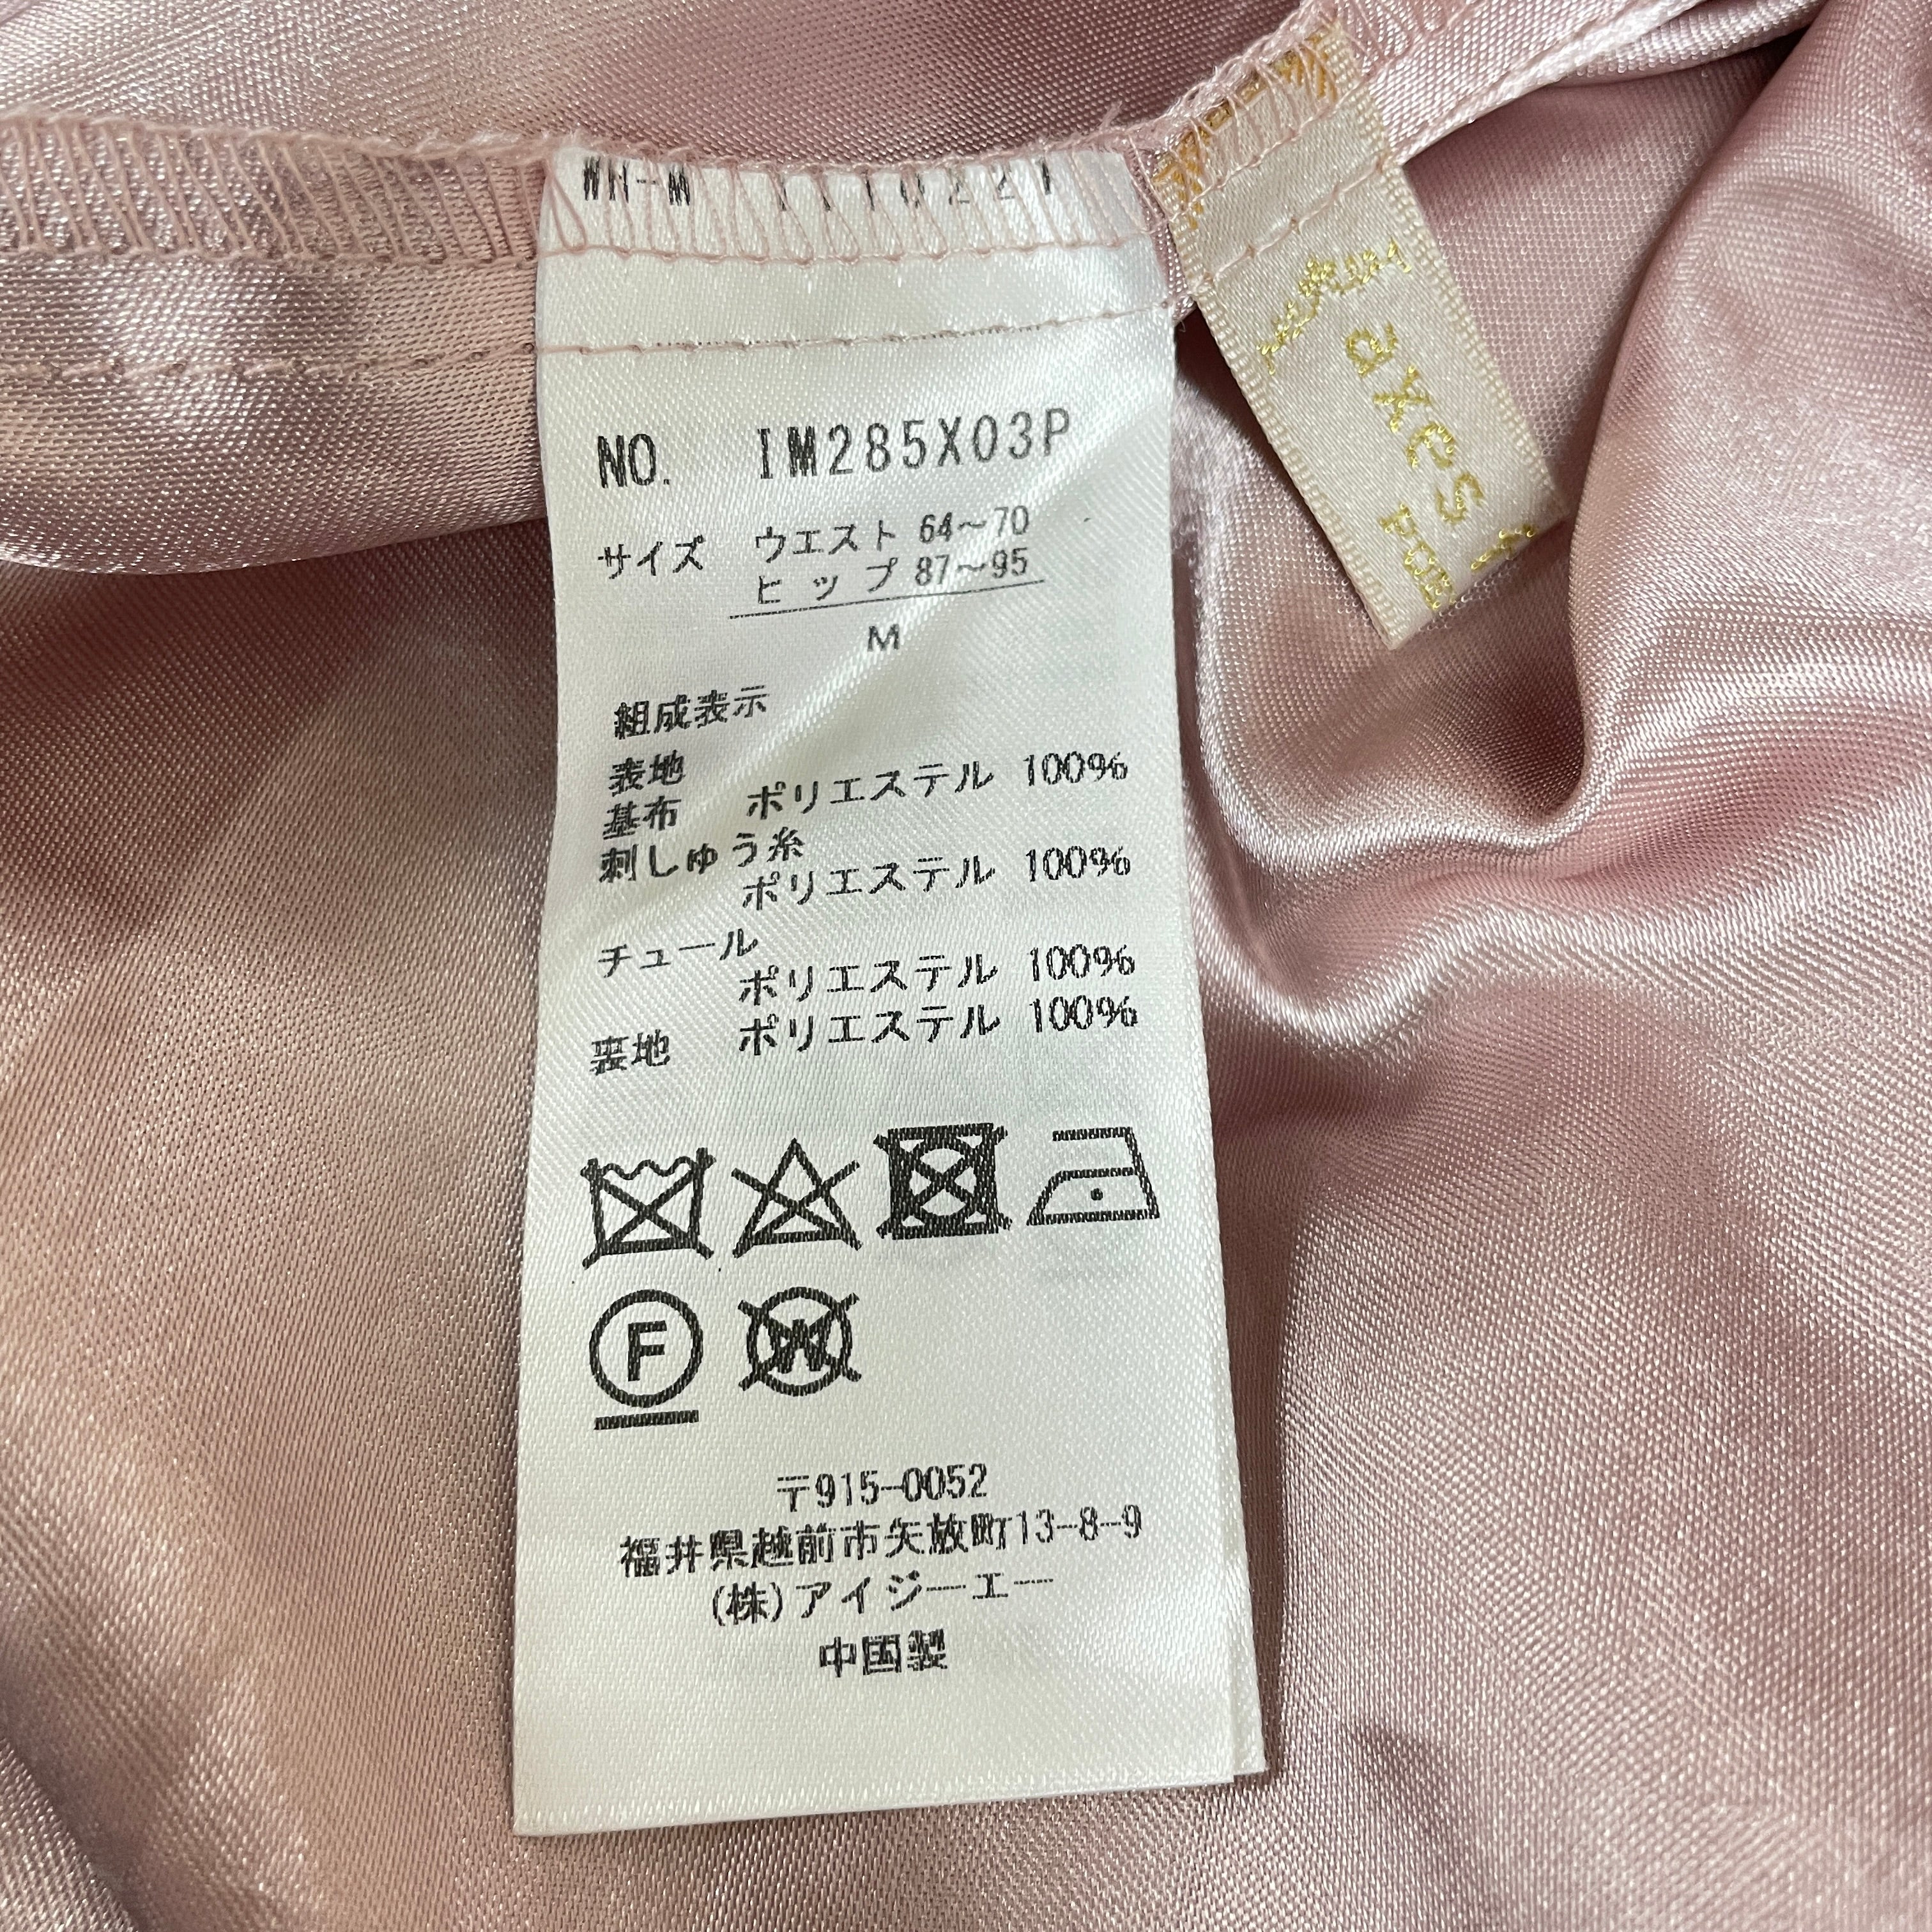 WH-M
NO. IM285X03P
サイズ ウエスト 64～70
ヒップ 87～95
M
組成表示
表地
基布 ポリエステル 100%
刺しゅう糸
ポリエステル 100%
チュール
ポリエステル 100%
裏地 ポリエステル 100%
F
W
〒915-0052
福井県越前市矢放町13-8-9
(株)アイジーエー
中国製
axes